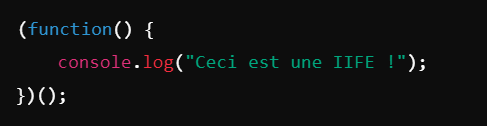 (function() {
    console.log("Ceci est une IIFE !");
})();